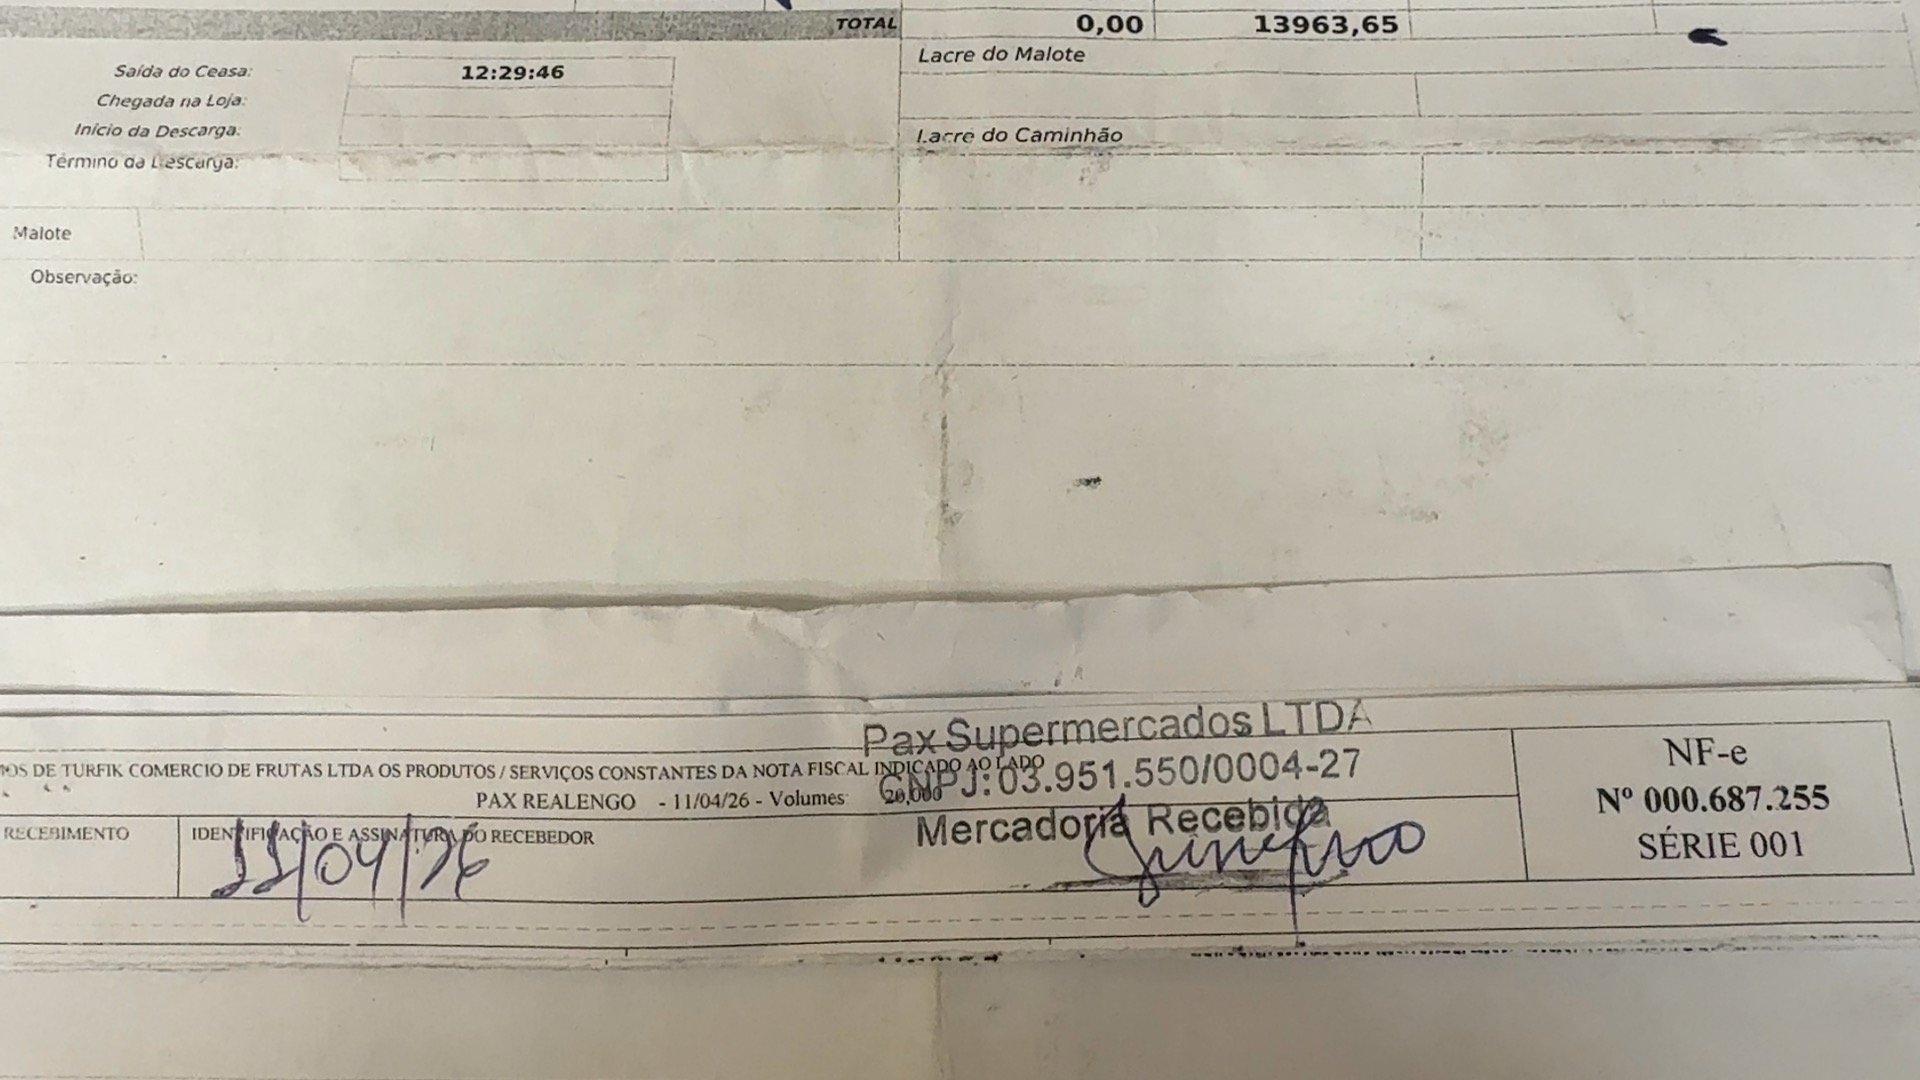 TOTAL 0,00 13963,65
Saída do Ceasa: 12:29:46
Lacre do Malote
Chegada na Loja:
Início da Descarga:
Lacre do Caminhão
Término da Descarga:
Malote
Observação:
Pax Supermercados LTDA
DE TURFIK COMERCIO DE FRUTAS LTDA OS PRODUTOS / SERVIÇOS CONSTANTES DA NOTA FISCAL INDICADO AO LADO
CNPJ: 03.951.550/0004-27
PAX REALENGO - 11/04/26 - Volumes: 20,000
Mercadoria Recebida
RECEBIMENTO
IDENTIFICAÇÃO E ASSINATURA DO RECEBEDOR
11/04/26
NF-e
Nº 000.687.255
SÉRIE 001